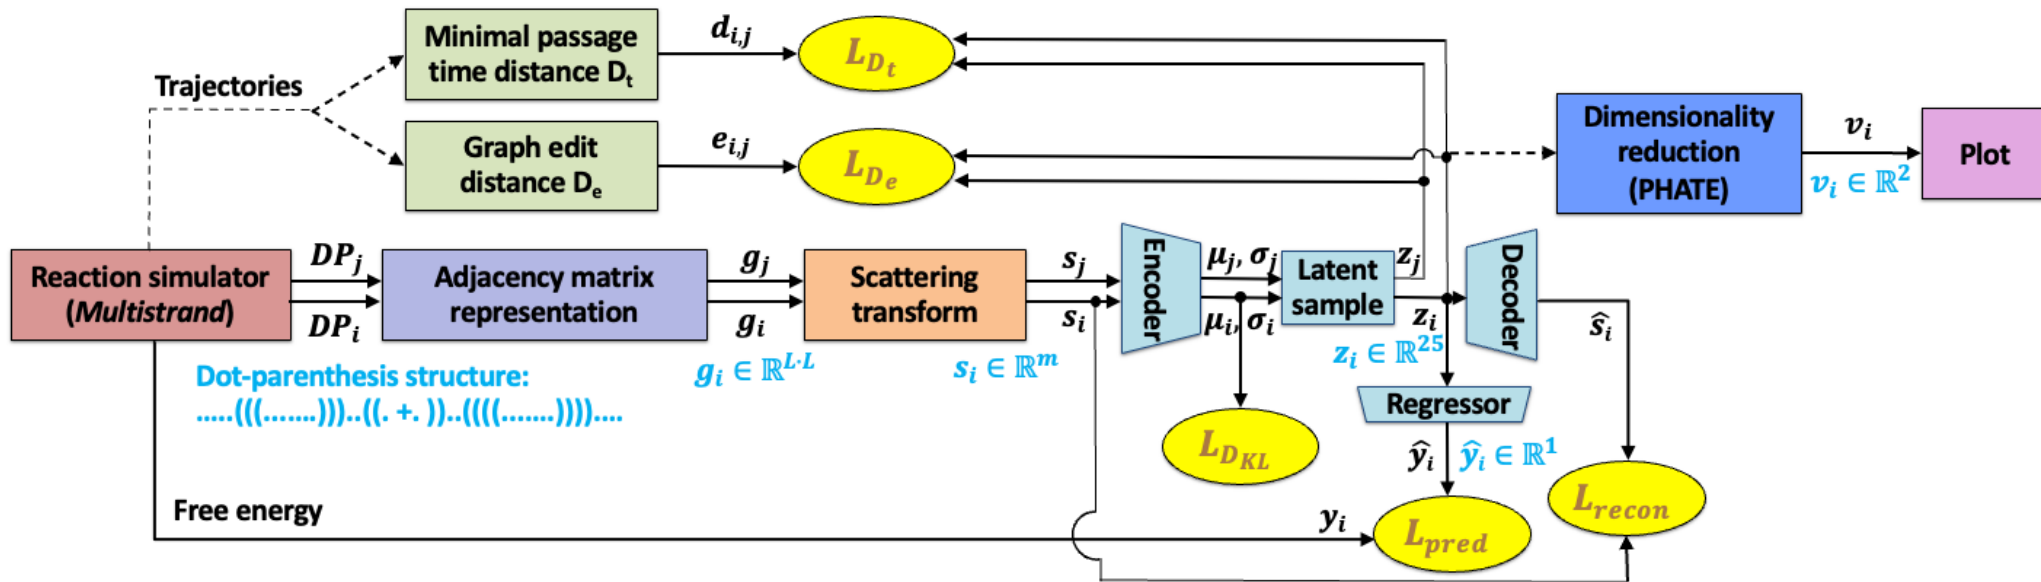 Minimal passage
time distance D_t
d_{i,j}
L_{D_t}
Trajectories
Graph edit
distance D_e
e_{i,j}
L_{D_e}
Dimensionality
reduction
(PHATE)
v_i
v_i ∈ ℝ^2
Plot
Reaction simulator
(Multistrand)
DP_j
DP_i
Adjacency matrix
representation
g_j
g_i
g_i ∈ ℝ^{L·L}
Scattering
transform
s_j
s_i
s_i ∈ ℝ^m
Encoder
μ_j, σ_j
μ_i, σ_i
Latent
sample
z_j
z_i
z_i ∈ ℝ^{25}
Decoder
ŝ_i
Dot-parenthesis structure:
.....(((.......)))..((. +. ))..((((.......))))....
Regressor
L_{D_{KL}}
ŷ_i
ŷ_i ∈ ℝ^1
L_{recon}
Free energy
y_i
L_{pred}